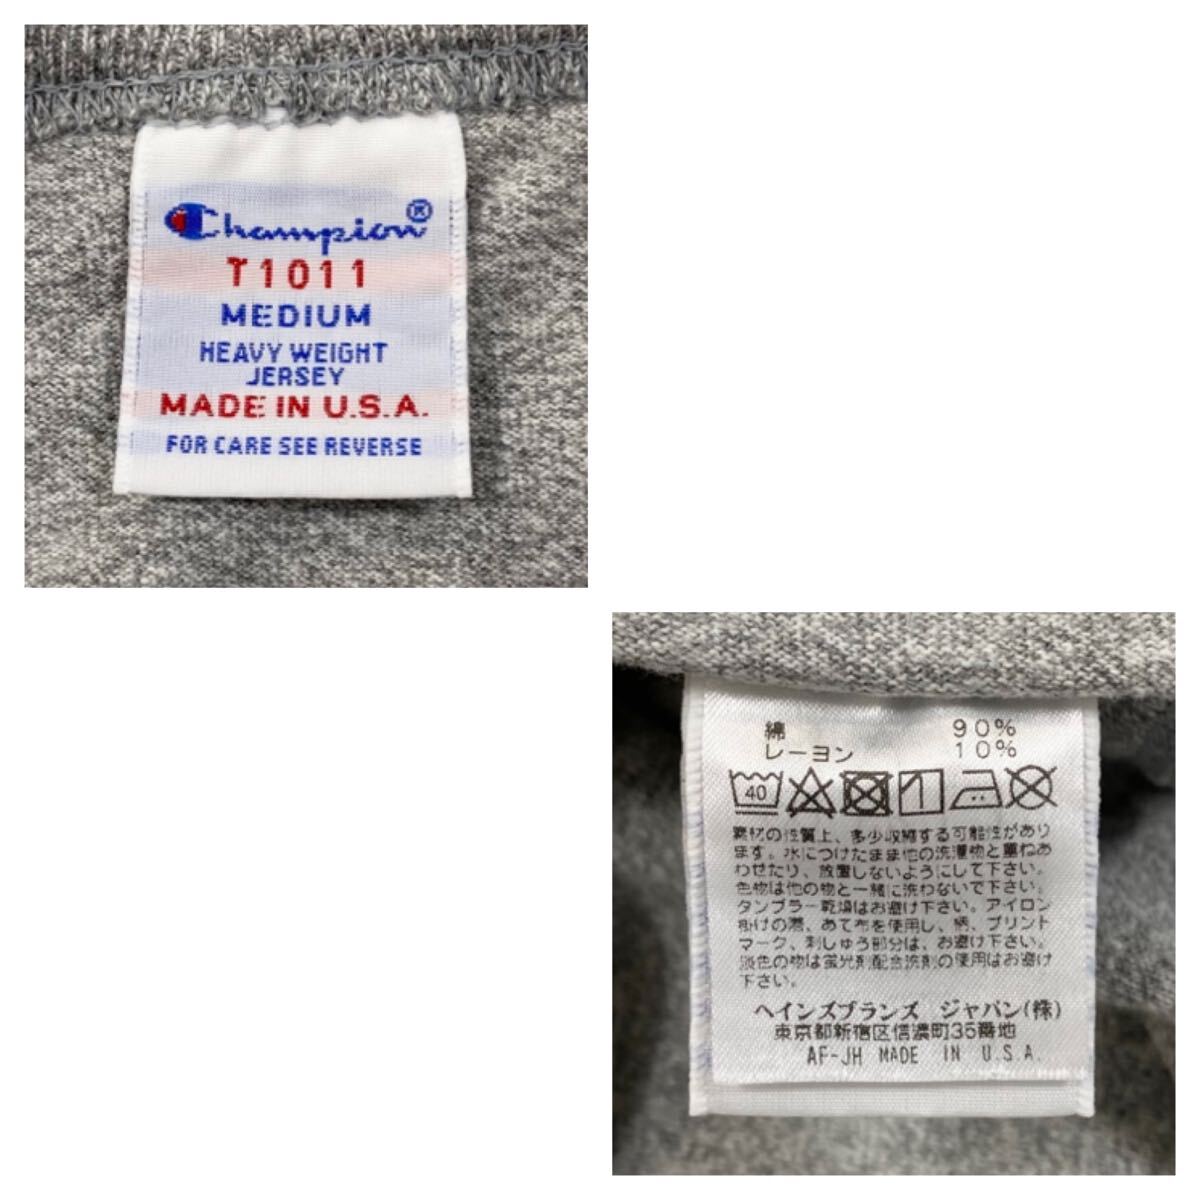 Champion®
T1011
MEDIUM
HEAVY WEIGHT
JERSEY
MADE IN U.S.A.
FOR CARE SEE REVERSE
綿 90%
レーヨン 10%
40
素材の性質上、多少収縮する可能性があり
ます。水につけたまま他の洗濯物と重ねあ
わせたり、放置しないようにして下さい。
色物は他の物と一緒に洗わないで下さい。
タンブラー乾燥はお避け下さい。アイロン
掛けの際、あて布を使用し、柄、プリント
マーク、刺しゅう部分は、お避け下さい。
淡色の物は蛍光剤配合洗剤の使用はお避け
下さい。
ヘインズブランズ ジャパン(株)
東京都新宿区信濃町35番地
AF-JH MADE IN U.S.A.